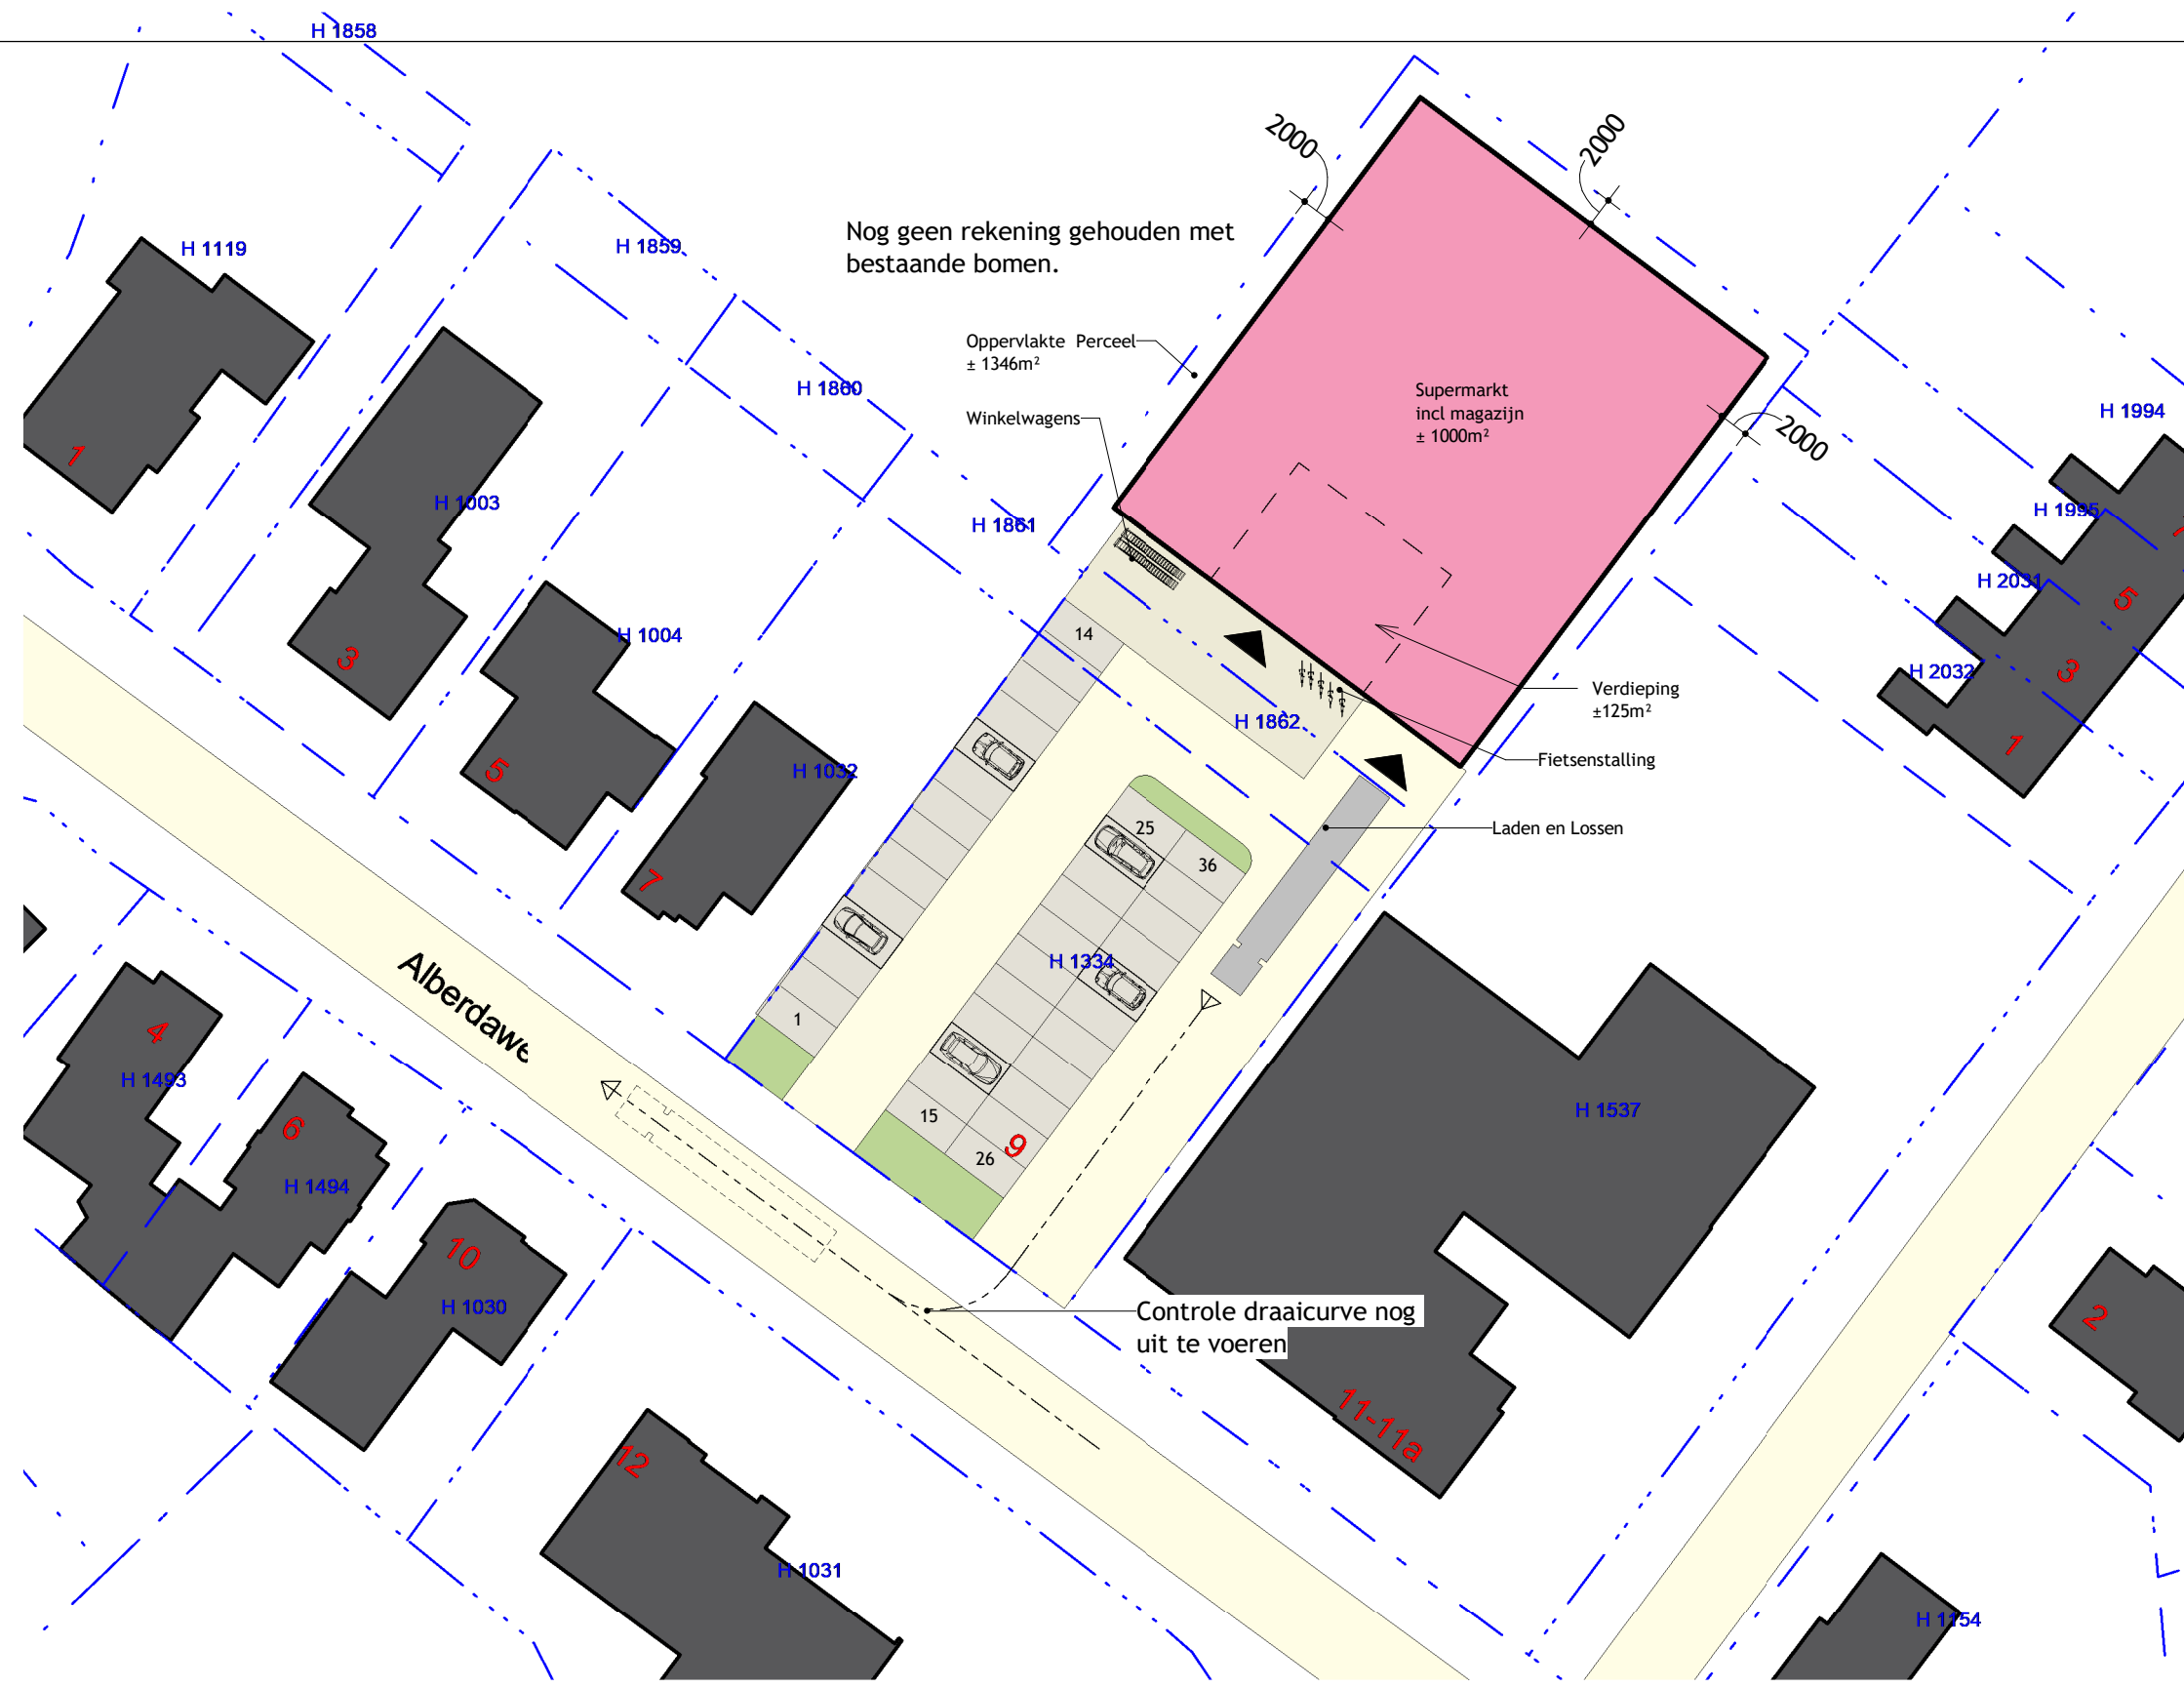 H 1858
2000
2000
Nog geen rekening gehouden met
bestaande bomen.
H 1119
H 1859
Oppervlakte Perceel
± 1346m²
H 1860
Winkelwagens
Supermarkt
incl magazijn
± 1000m²
2000
H 1994
1
H 1003
H 1861
H 1995
H 2031
5
3
H 1004
14
H 2032
3
1
Verdieping
±125m²
H 1862
Fietsenstalling
5
H 1032
7
25
36
Laden en Lossen
H 1334
Alberdawe
1
4
H 1493
6
H 1494
15
26
9
H 1537
10
H 1030
Controle draaicurve nog
uit te voeren
2
11-11a
12
H 1031
H 1154